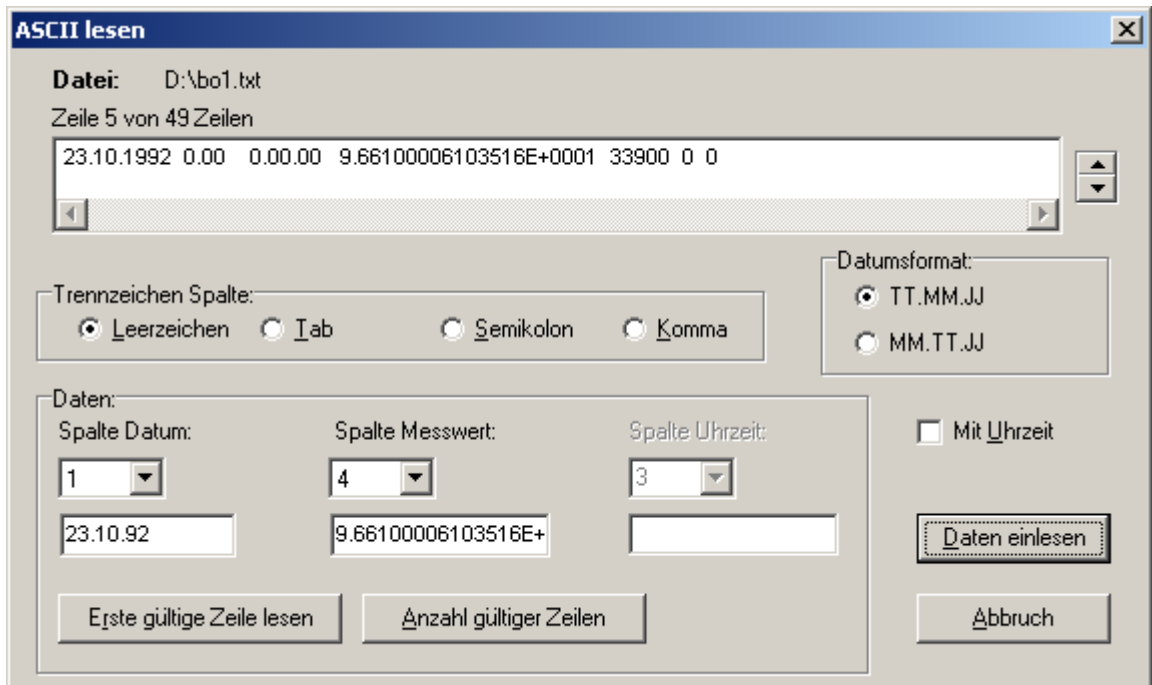 ASCII lesen
Datei: D:\bo1.txt
Zeile 5 von 49 Zeilen
23.10.1992 0.00 0.00.00 9.66100006103516E+0001 33900 0 0
Datumsformat:
TT.MM.JJ
MM.TT.JJ
Trennzeichen Spalte:
Leerzeichen Tab Semikolon Komma
Daten:
Spalte Datum: Spalte Messwert: Spalte Uhrzeit:
1 4 3
23.10.92 9.66100006103516E+
Mit Uhrzeit
Daten einlesen
Erste gültige Zeile lesen Anzahl gültiger Zeilen
Abbruch